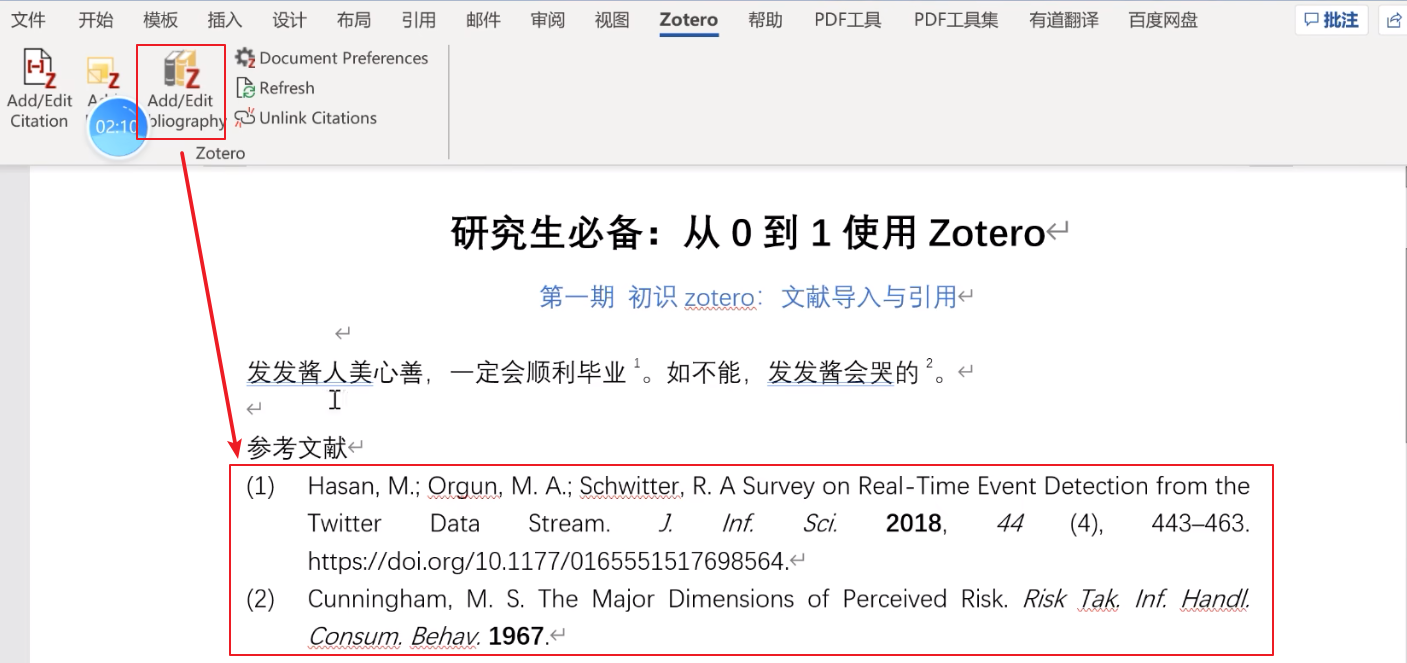 文件 开始 模板 插入 设计 布局 引用 邮件 审阅 视图 Zotero 帮助 PDF工具 PDF工具集 有道翻译 百度网盘 批注
Add/Edit Citation
02:10
Add/Edit
Document Preferences
Refresh
Unlink Citations
Zotero
研究生必备：从 0 到 1 使用 Zotero
第一期 初识 zotero：文献导入与引用
发发酱人美心善，一定会顺利毕业 1。如不能，发发酱会哭的 2。
参考文献
(1) Hasan, M.; Orgun, M. A.; Schwitter, R. A Survey on Real-Time Event Detection from the
Twitter Data Stream. J. Inf. Sci. 2018, 44 (4), 443–463.
https://doi.org/10.1177/0165551517698564.
(2) Cunningham, M. S. The Major Dimensions of Perceived Risk. Risk Tak. Inf. Handl.
Consum. Behav. 1967.